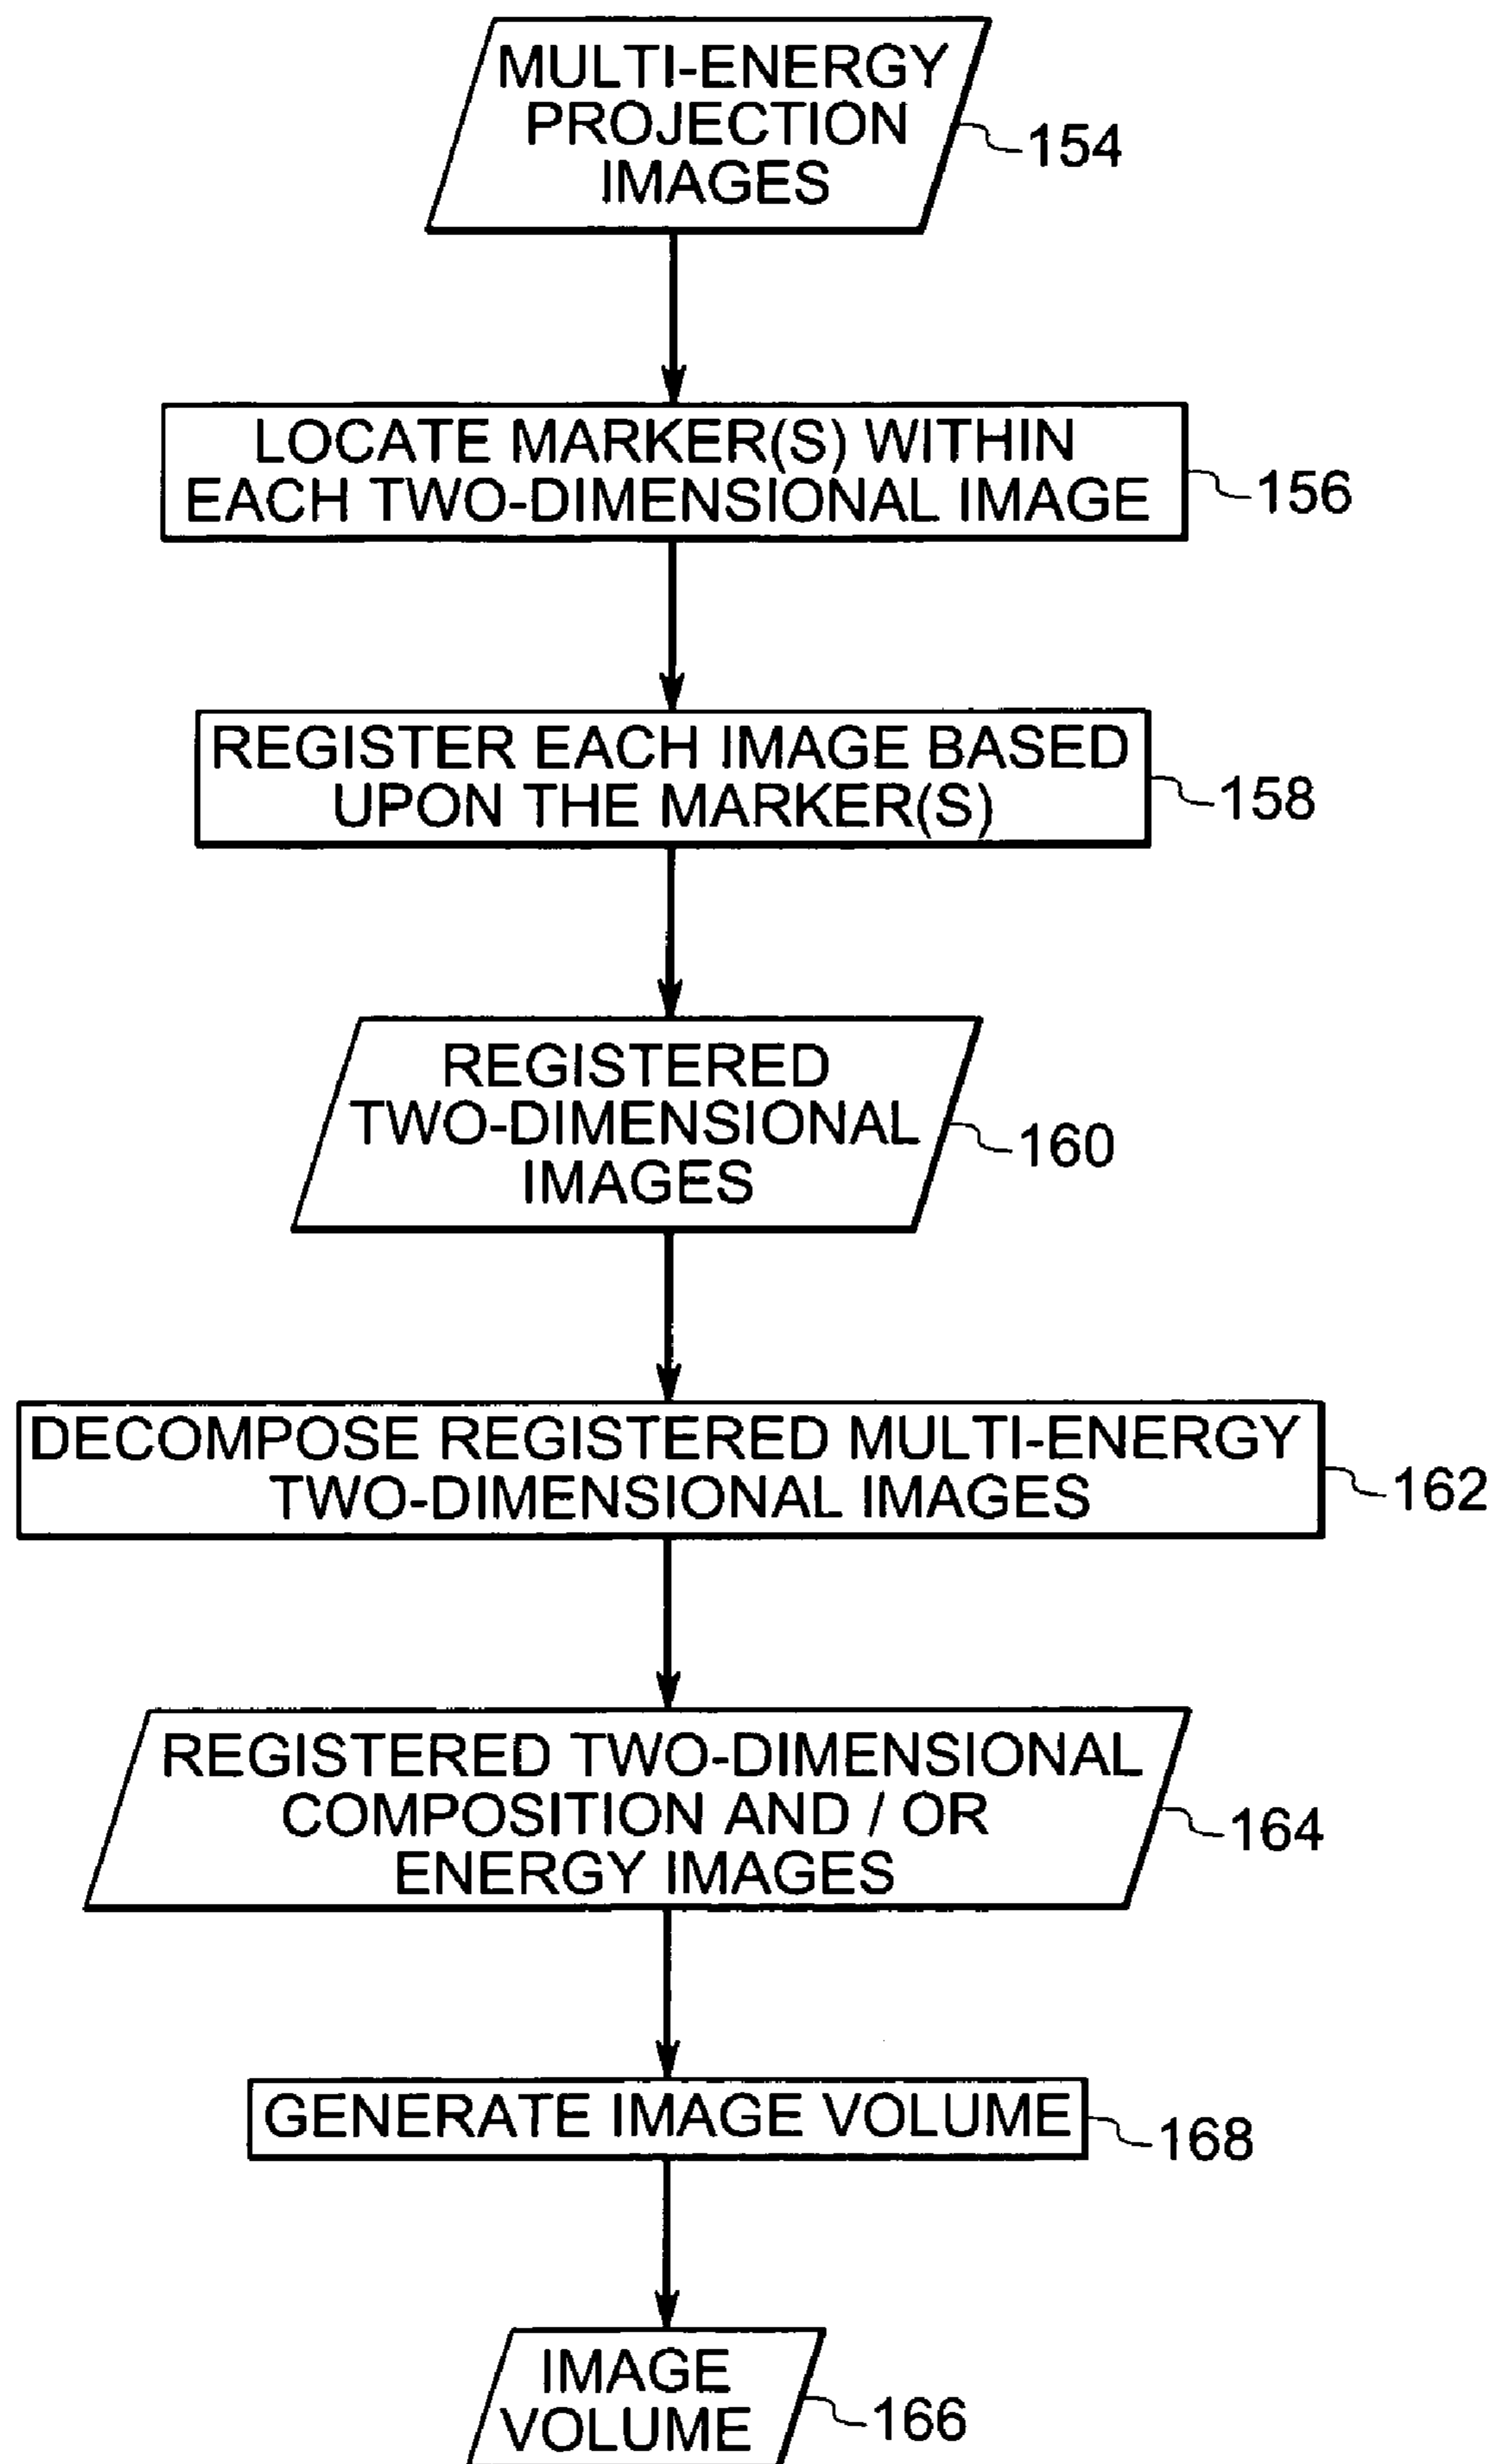 MULTI-ENERGY
PROJECTION
IMAGES
154
LOCATE MARKER(S) WITHIN
EACH TWO-DIMENSIONAL IMAGE
156
REGISTER EACH IMAGE BASED
UPON THE MARKER(S)
158
REGISTERED
TWO-DIMENSIONAL
IMAGES
160
DECOMPOSE REGISTERED MULTI-ENERGY
TWO-DIMENSIONAL IMAGES
162
REGISTERED TWO-DIMENSIONAL
COMPOSITION AND / OR
ENERGY IMAGES
164
GENERATE IMAGE VOLUME
168
IMAGE
VOLUME
166